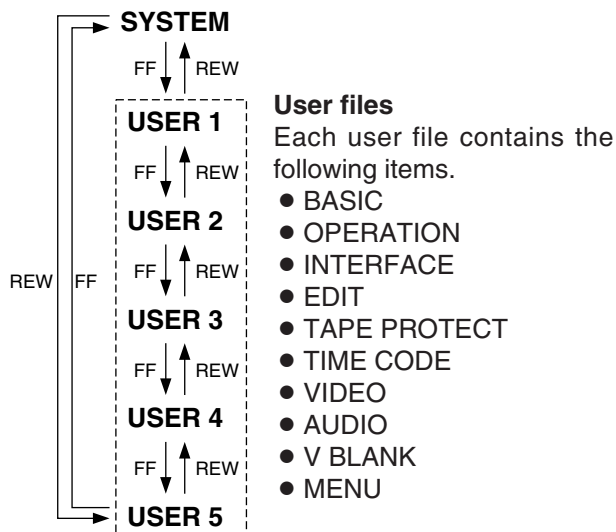 SYSTEM
FF REW
USER 1
FF REW
USER 2
FF REW
USER 3
FF REW
USER 4
FF REW
USER 5
REW FF
User files
Each user file contains the
following items.
● BASIC
● OPERATION
● INTERFACE
● EDIT
● TAPE PROTECT
● TIME CODE
● VIDEO
● AUDIO
● V BLANK
● MENU